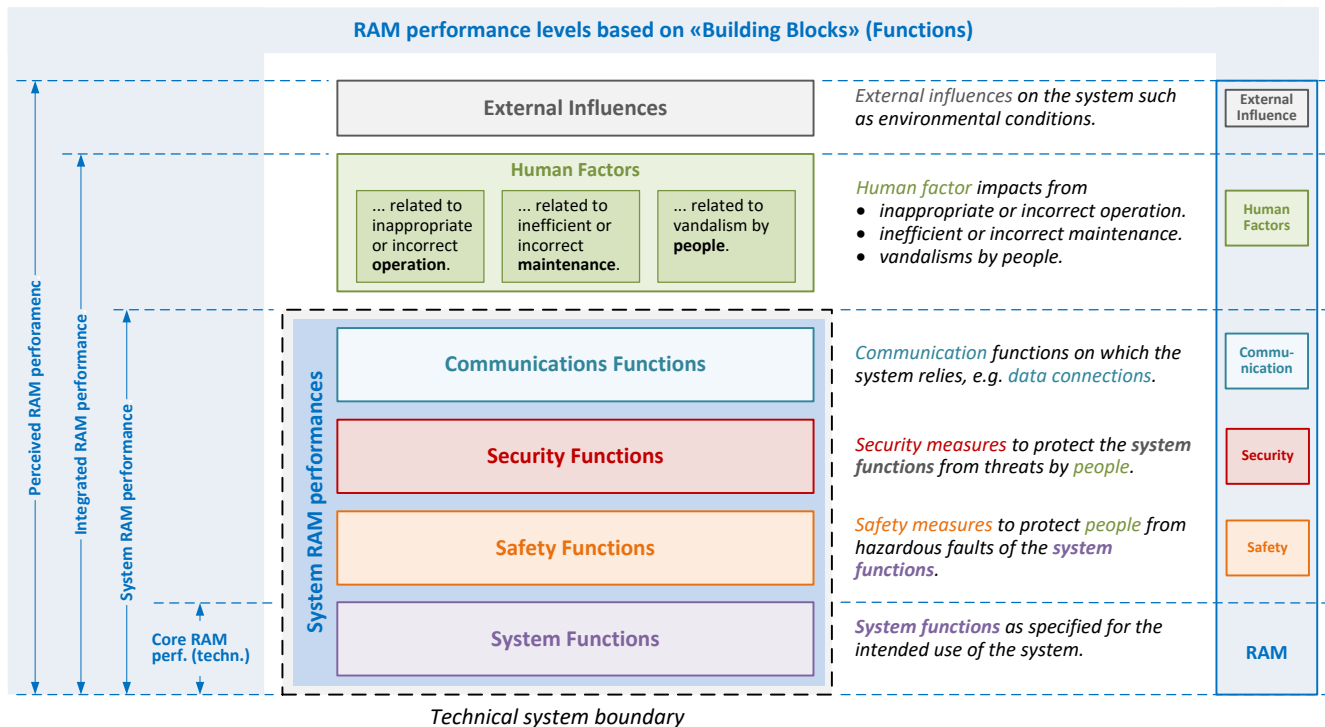 RAM performance levels based on «Building Blocks» (Functions)
Perceived RAM perforamenc
Integrated RAM performance
System RAM performance
Core RAM
perf. (techn.)
System RAM performances
External Influences
Human Factors
... related to
inappropriate
or incorrect
operation.
... related to
inefficient or
incorrect
maintenance.
... related to
vandalism by
people.
Communications Functions
Security Functions
Safety Functions
System Functions
Technical system boundary
External influences on the system such
as environmental conditions.
Human factor impacts from
• inappropriate or incorrect operation.
• inefficient or incorrect maintenance.
• vandalisms by people.
Communication functions on which the
system relies, e.g. data connections.
Security measures to protect the system
functions from threats by people.
Safety measures to protect people from
hazardous faults of the system
functions.
System functions as specified for the
intended use of the system.
External
Influence
Human
Factors
Commu-
nication
Security
Safety
RAM